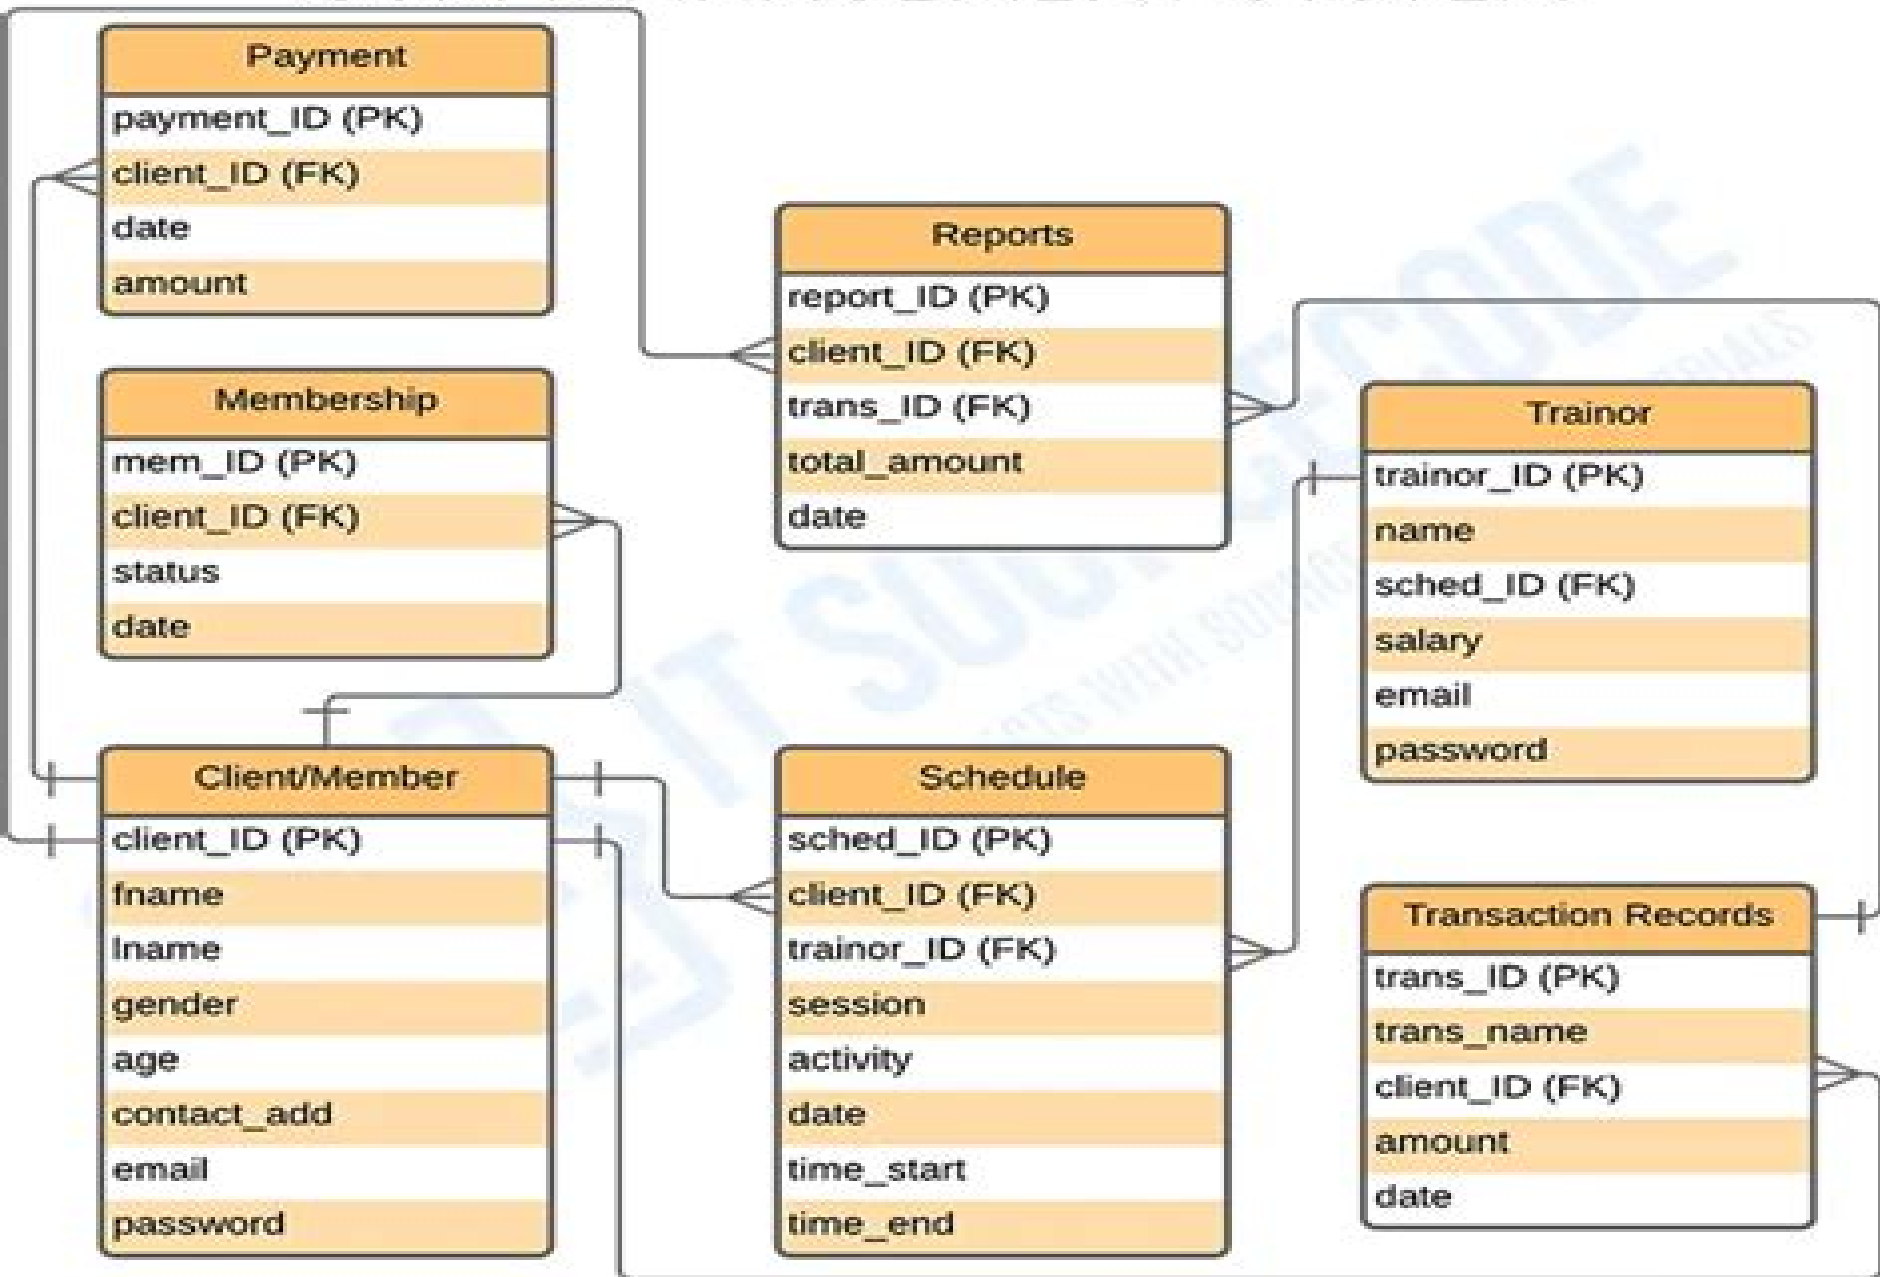 Payment
payment_ID (PK)
client_ID (FK)
date
amount
Membership
mem_ID (PK)
client_ID (FK)
status
date
Client/Member
client_ID (PK)
fname
lname
gender
age
contact_add
email
password
Reports
report_ID (PK)
client_ID (FK)
trans_ID (FK)
total_amount
date
Schedule
sched_ID (PK)
client_ID (FK)
trainor_ID (FK)
session
activity
date
time_start
time_end
Trainor
trainor_ID (PK)
name
sched_ID (FK)
salary
email
password
Transaction Records
trans_ID (PK)
trans_name
client_ID (FK)
amount
date